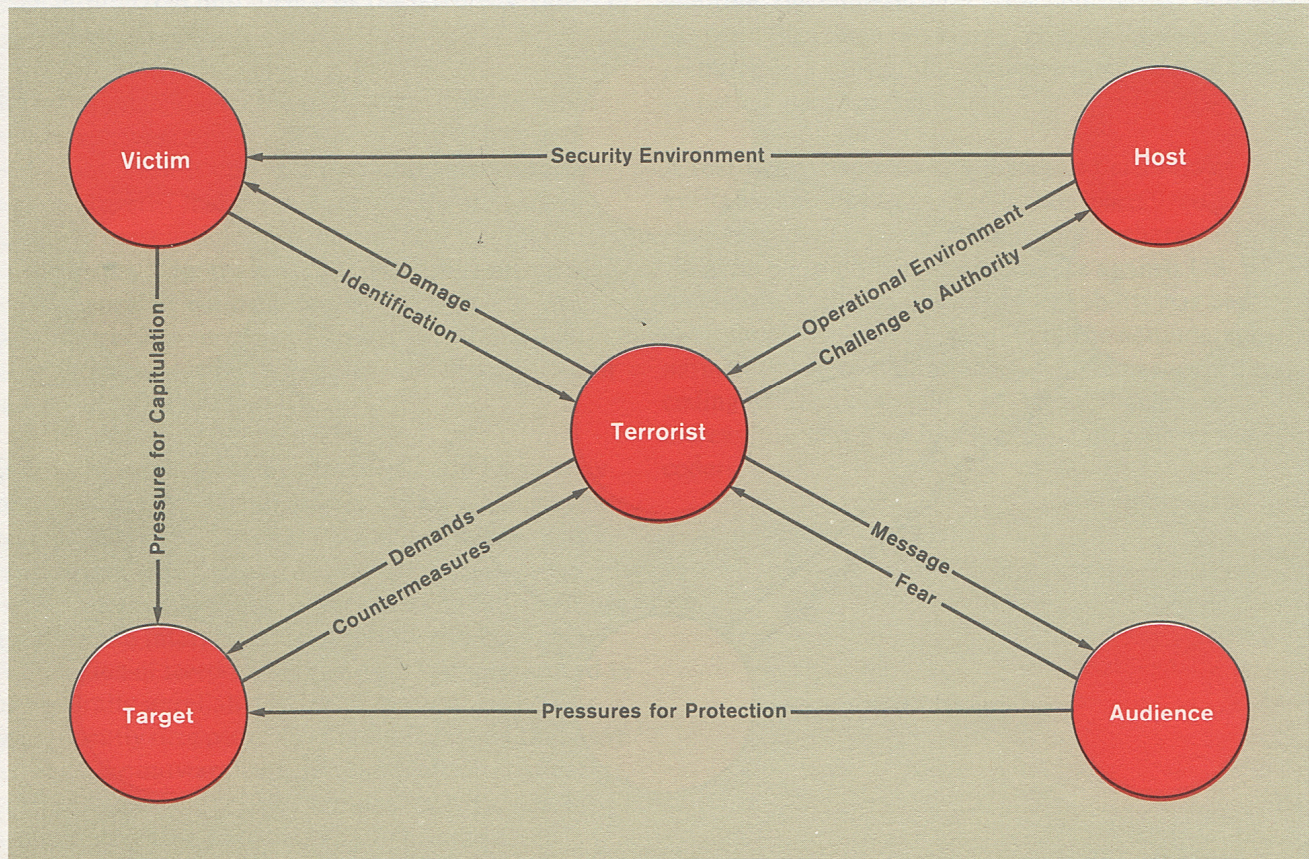 Victim
Security Environment
Host
Damage
Identification
Operational Environment
Challenge to Authority
Pressure for Capitulation
Terrorist
Demands
Countermeasures
Message
Fear
Target
Pressures for Protection
Audience